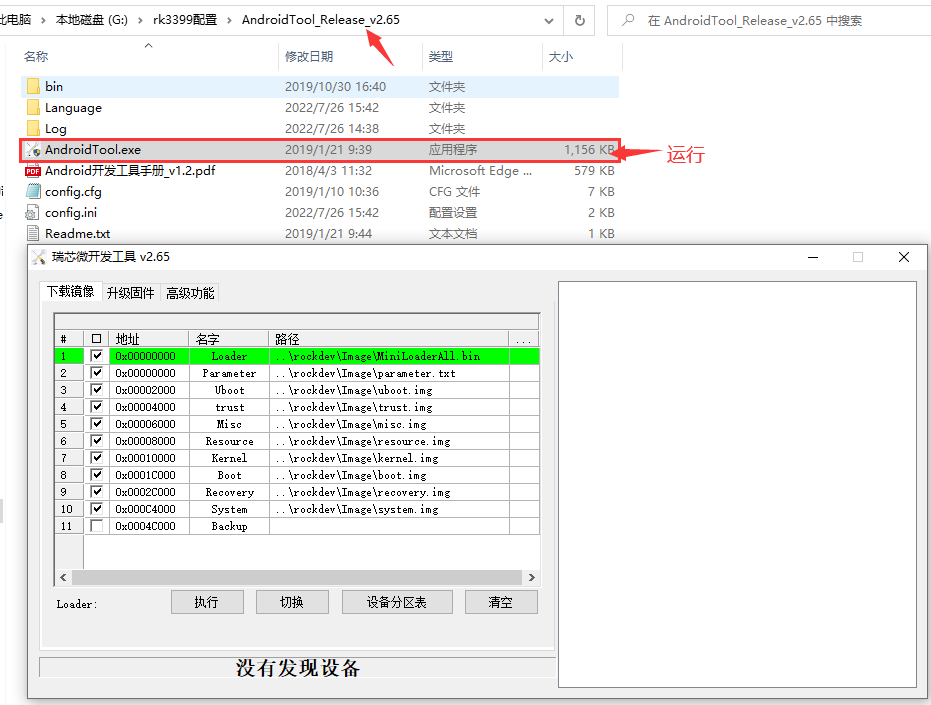 此电脑 › 本地磁盘 (G:) › rk3399配置 › AndroidTool_Release_v2.65
在 AndroidTool_Release_v2.65 中搜索
名称 修改日期 类型 大小
bin 2019/10/30 16:40 文件夹
Language 2022/7/26 15:42 文件夹
Log 2022/7/26 14:38 文件夹
AndroidTool.exe 2019/1/21 9:39 应用程序 1,156 KB
运行
Android开发工具手册_v1.2.pdf 2018/4/3 11:32 Microsoft Edge ... 579 KB
config.cfg 2019/1/10 10:36 CFG 文件 7 KB
config.ini 2022/7/26 15:42 配置设置 2 KB
Readme.txt 2019/1/21 9:44 文本文档 1 KB
瑞芯微开发工具 v2.65
下载镜像 升级固件 高级功能
# 地址 名字 路径 ...
1 0x00000000 Loader ..\rockdev\Image\MiniLoaderAll.bin
2 0x00000000 Parameter ..\rockdev\Image\parameter.txt
3 0x00002000 Uboot ..\rockdev\Image\uboot.img
4 0x00004000 trust ..\rockdev\Image\trust.img
5 0x00006000 Misc ..\rockdev\Image\misc.img
6 0x00008000 Resource ..\rockdev\Image\resource.img
7 0x00010000 Kernel ..\rockdev\Image\kernel.img
8 0x0001C000 Boot ..\rockdev\Image\boot.img
9 0x0002C000 Recovery ..\rockdev\Image\recovery.img
10 0x000C4000 System ..\rockdev\Image\system.img
11 0x0004C000 Backup
Loader: 执行 切换 设备分区表 清空
没有发现设备